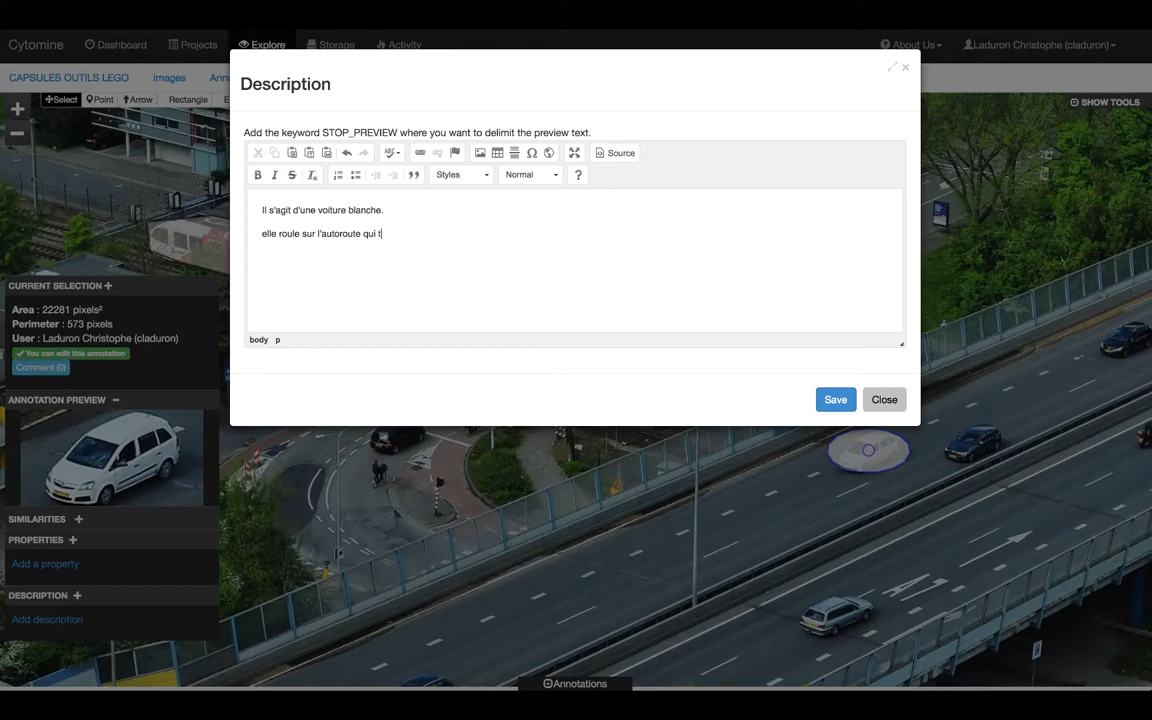 Cytomine Dashboard Projects Explore Storage Activity About Us Laduron Christophe (claduron)
CAPSULES OUTILS LEGO Images
Select Point Arrow Rectangle
SHOW TOOLS
Description
Add the keyword STOP_PREVIEW where you want to delimit the preview text.
Source
Styles Normal ?
Il s'agit d'une voiture blanche.
elle roule sur l'autoroute qui t
body p
Save Close
CURRENT SELECTION
Area : 22281 pixels²
Perimeter : 573 pixels
User : Laduron Christophe (claduron)
You can edit this annotation
Comment (0)
ANNOTATION PREVIEW
SIMILARITIES
PROPERTIES
Add a property
DESCRIPTION
Add description
Annotations